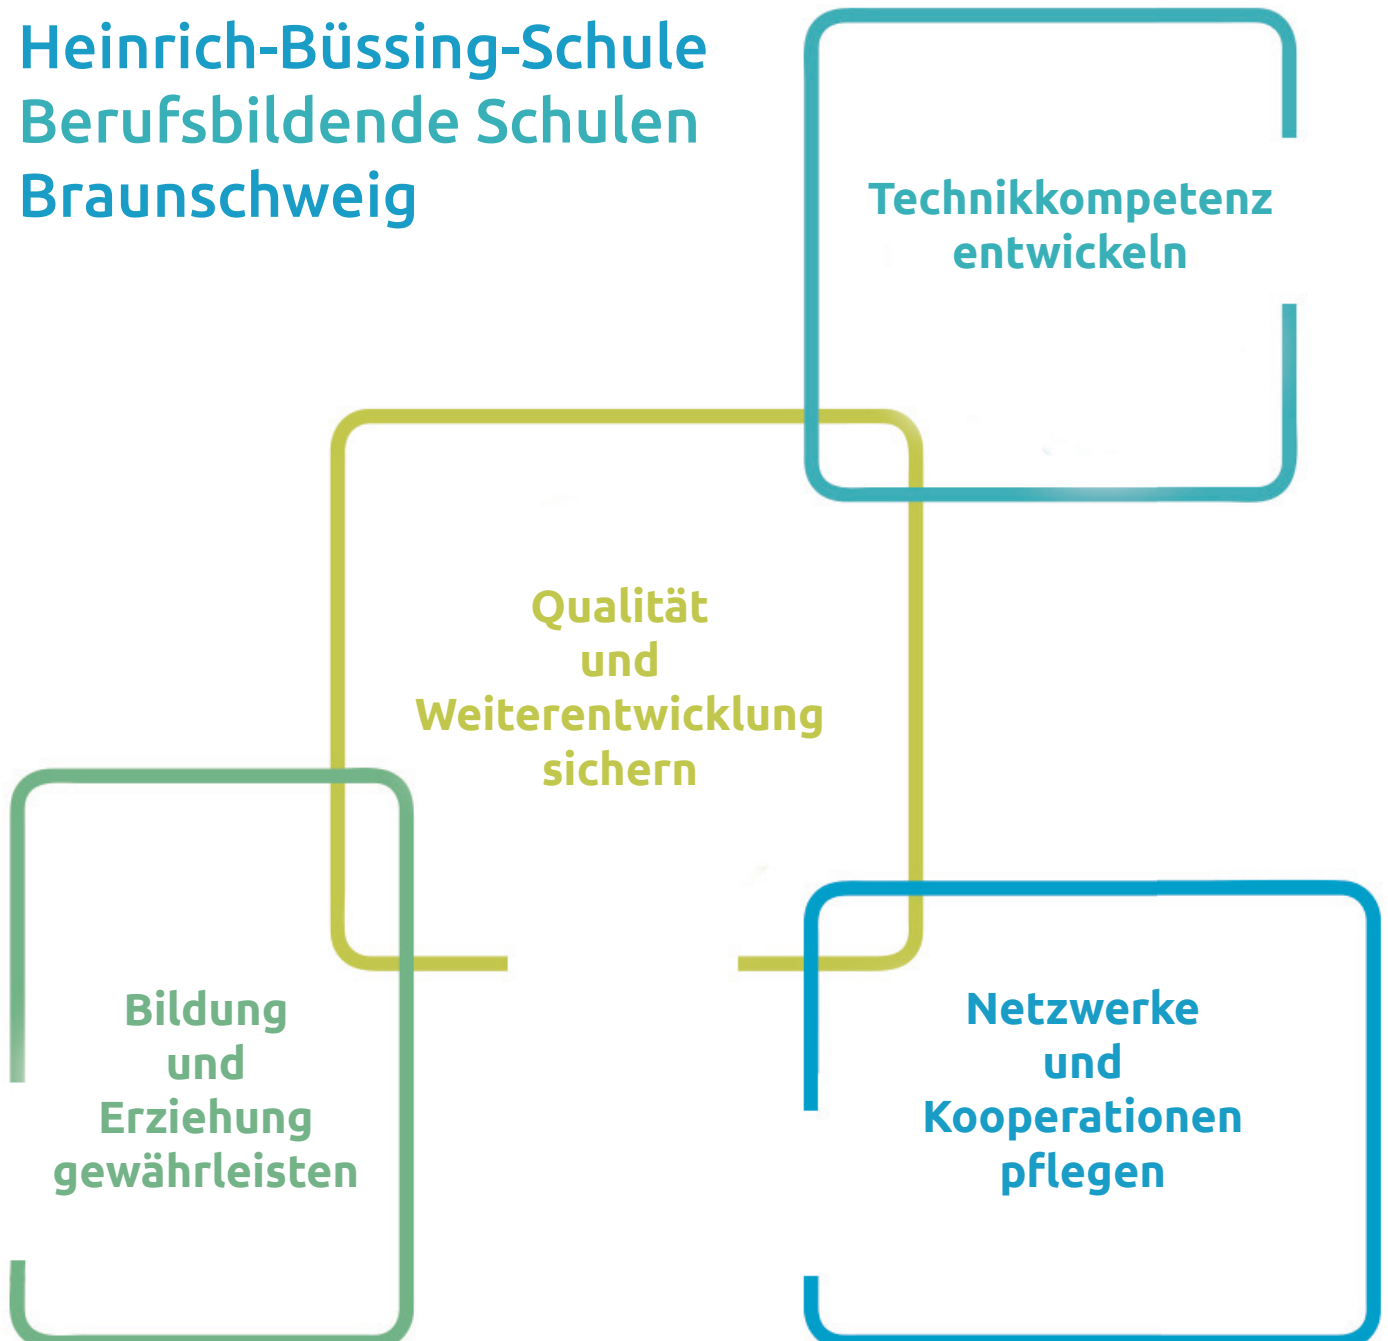 Heinrich-Büssing-Schule
Berufsbildende Schulen
Braunschweig
Technikkompetenz
entwickeln
Qualität
und
Weiterentwicklung
sichern
Bildung
und
Erziehung
gewährleisten
Netzwerke
und
Kooperationen
pflegen